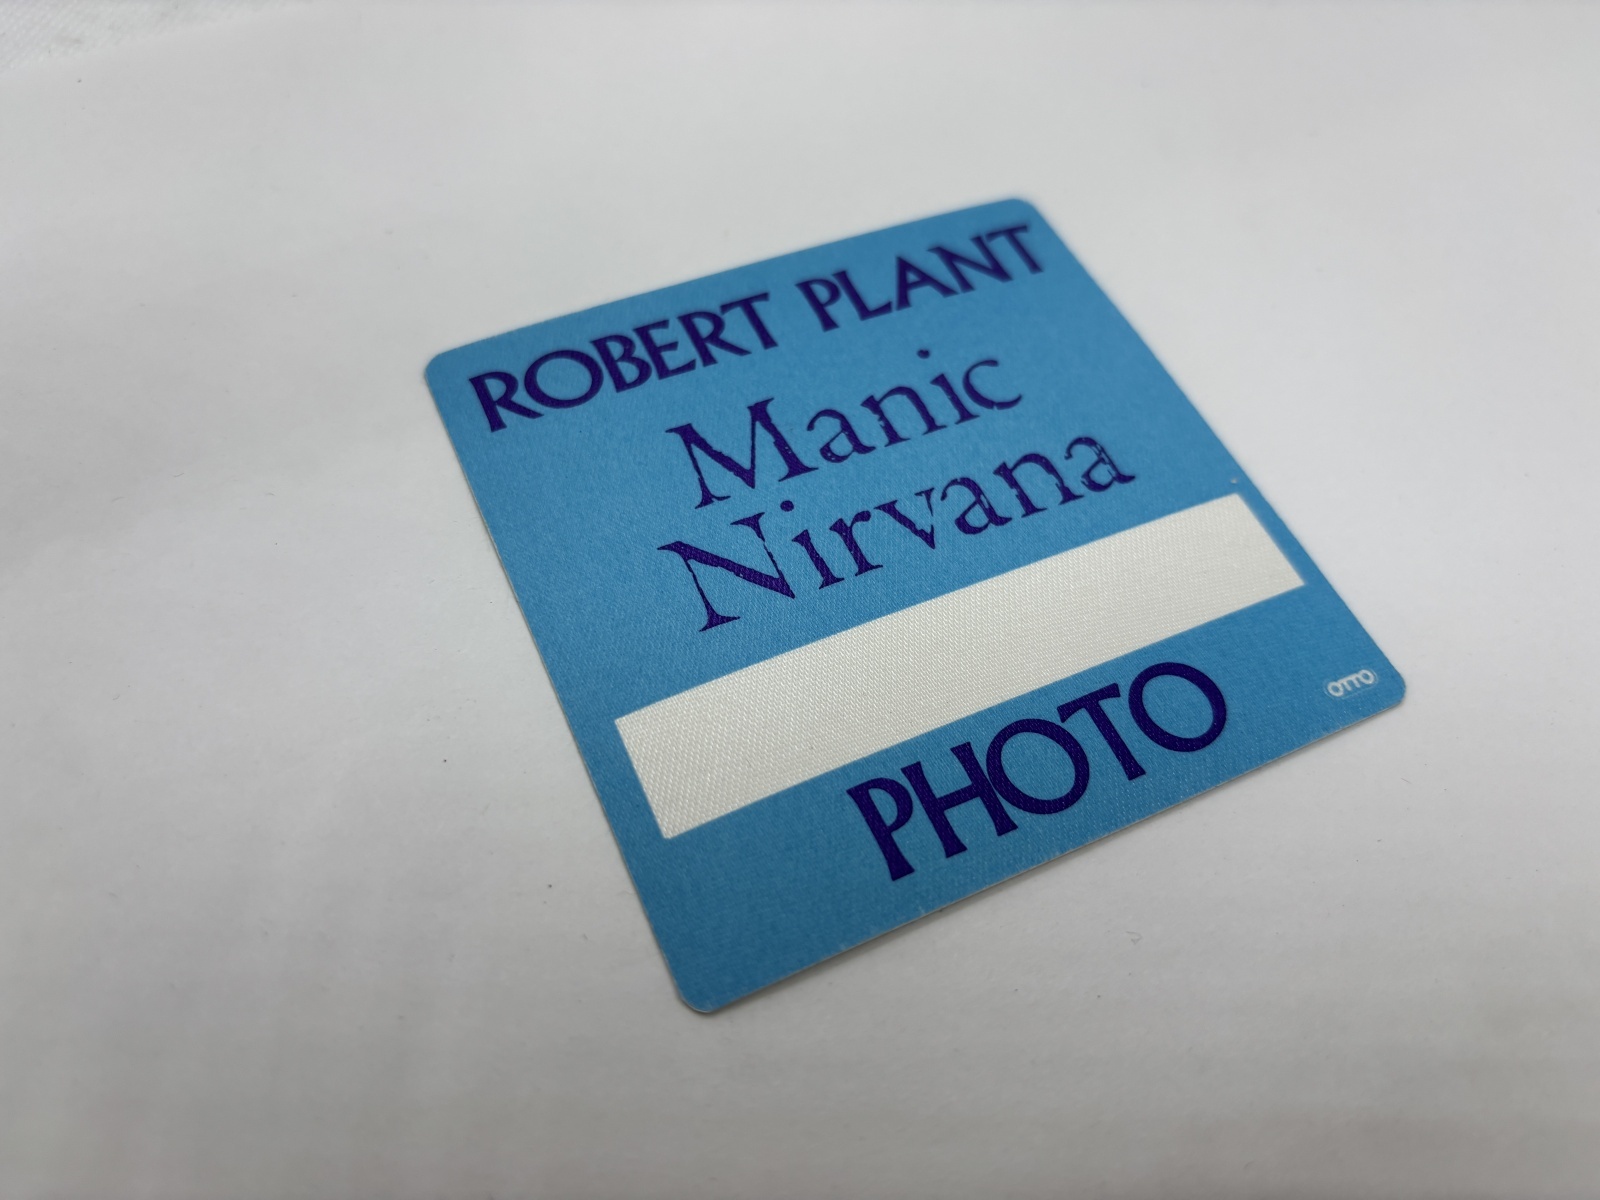 ROBERT PLANT
Manic
Nirvana
PHOTO
OTTO